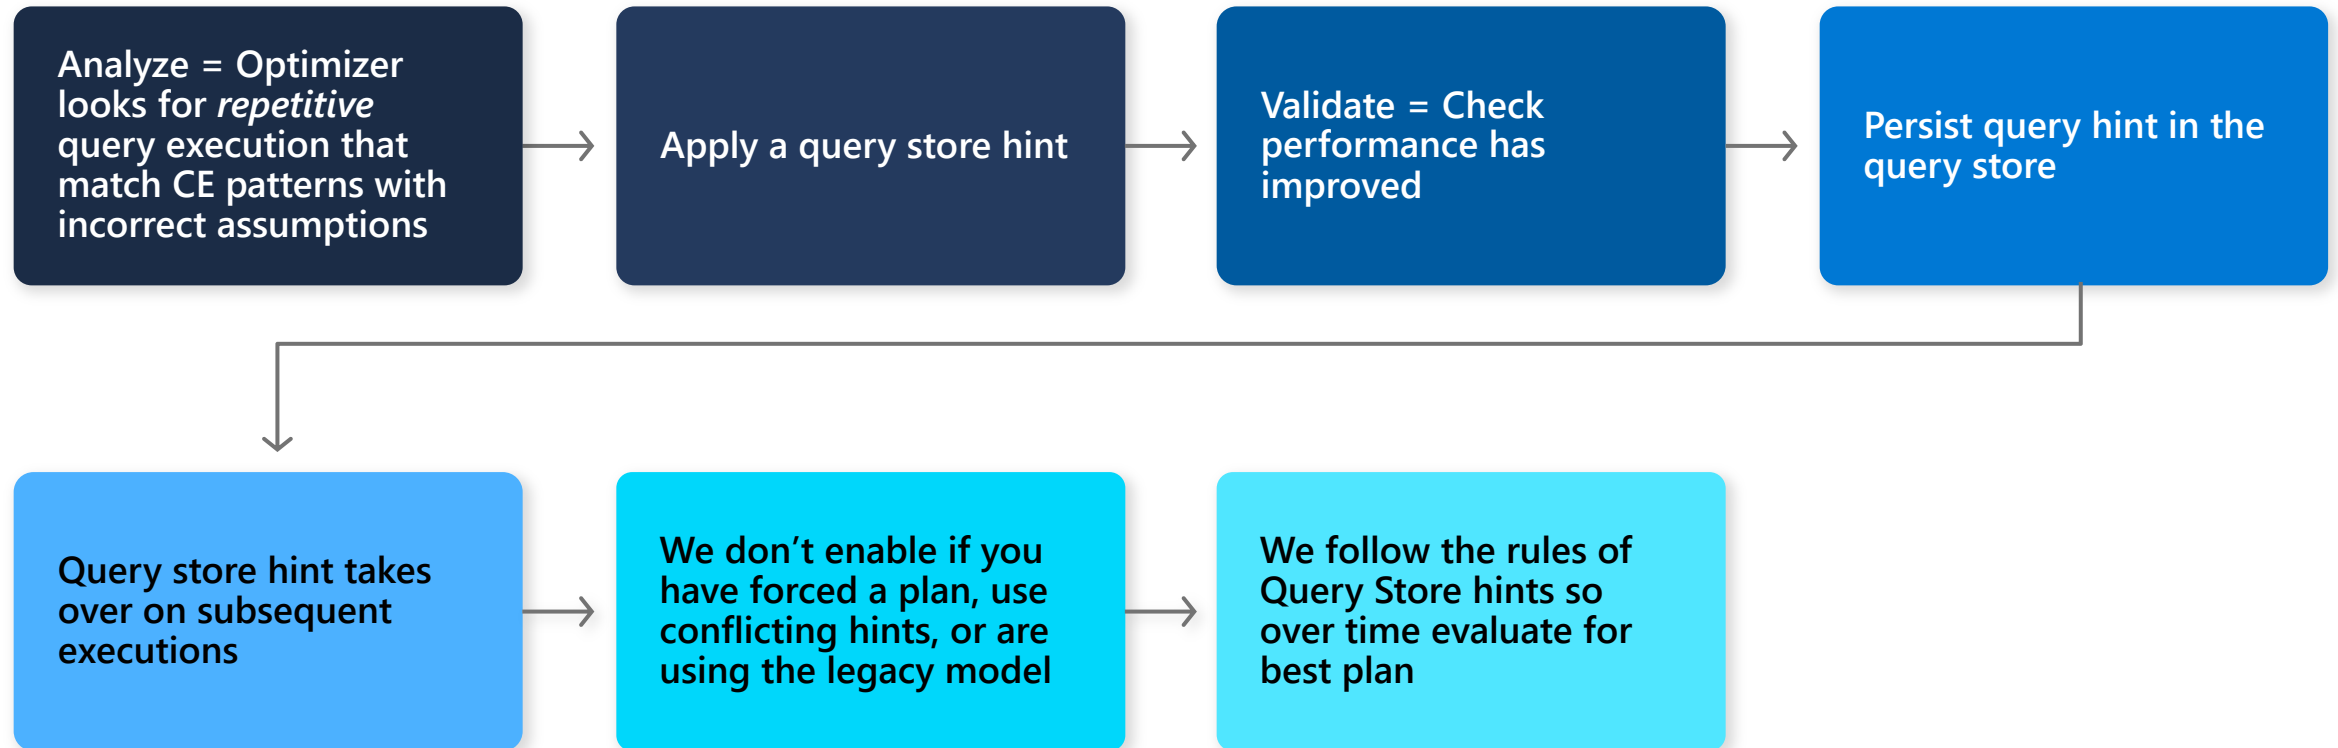 Analyze = Optimizer
looks for repetitive
query execution that
match CE patterns with
incorrect assumptions
Apply a query store hint
Validate = Check
performance has
improved
Persist query hint in the
query store
Query store hint takes
over on subsequent
executions
We don’t enable if you
have forced a plan, use
conflicting hints, or are
using the legacy model
We follow the rules of
Query Store hints so
over time evaluate for
best plan